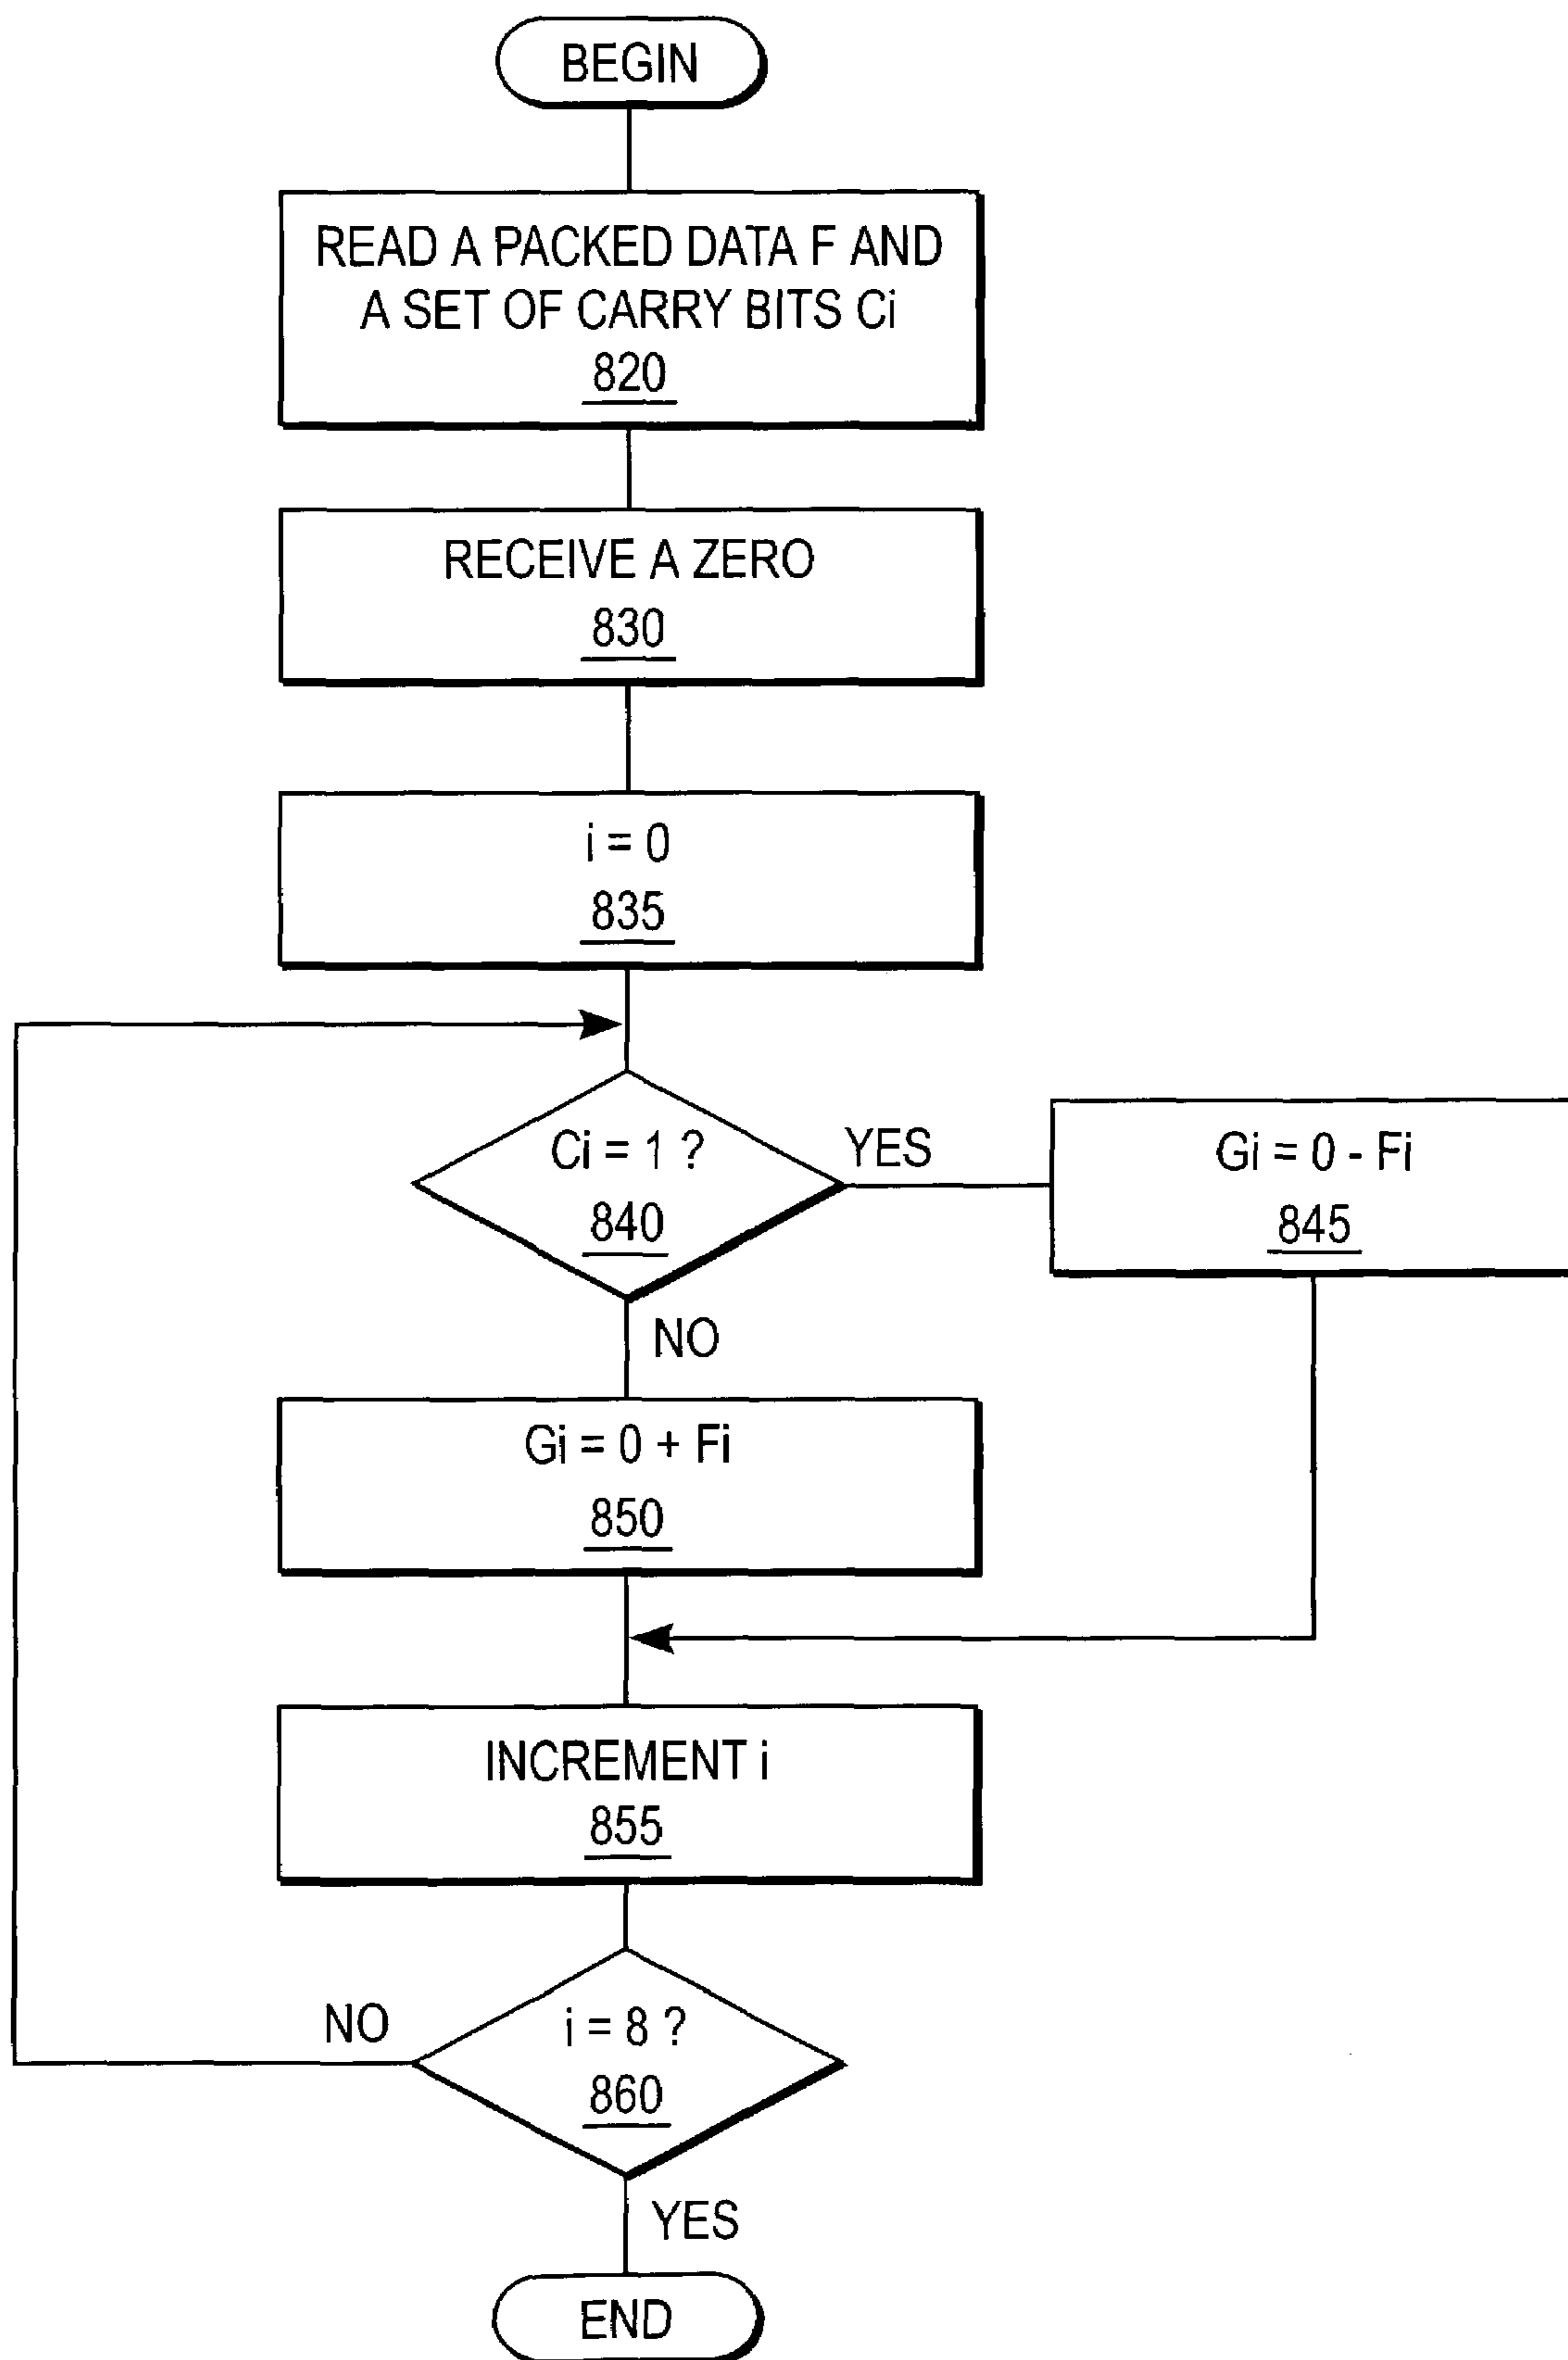 BEGIN
READ A PACKED DATA F AND
A SET OF CARRY BITS Ci
820
RECEIVE A ZERO
830
i = 0
835
Ci = 1 ?
840
YES
Gi = 0 - Fi
845
NO
Gi = 0 + Fi
850
INCREMENT i
855
i = 8 ?
860
NO
YES
END